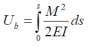 U_b = ∫_0^s M^2/2EI ds